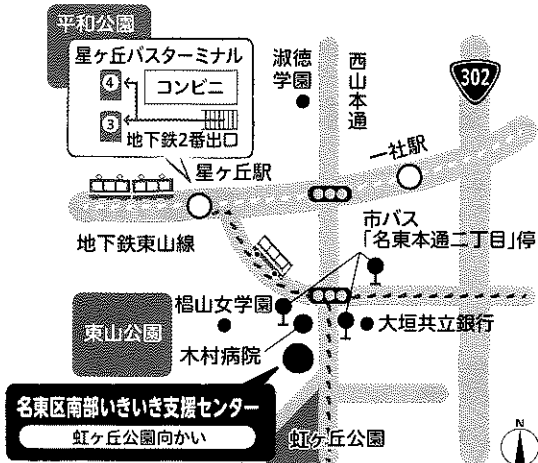 平和公園
星ヶ丘バスターミナル
④
コンビニ
③
地下鉄2番出口
淑徳
学園
西山本通
302
一社駅
星ヶ丘駅
地下鉄東山線
市バス
「名東本通二丁目」停
椙山女学園
東山公園
大垣共立銀行
木村病院
名東区南部いきいき支援センター
虹ヶ丘公園向かい
虹ヶ丘公園
N